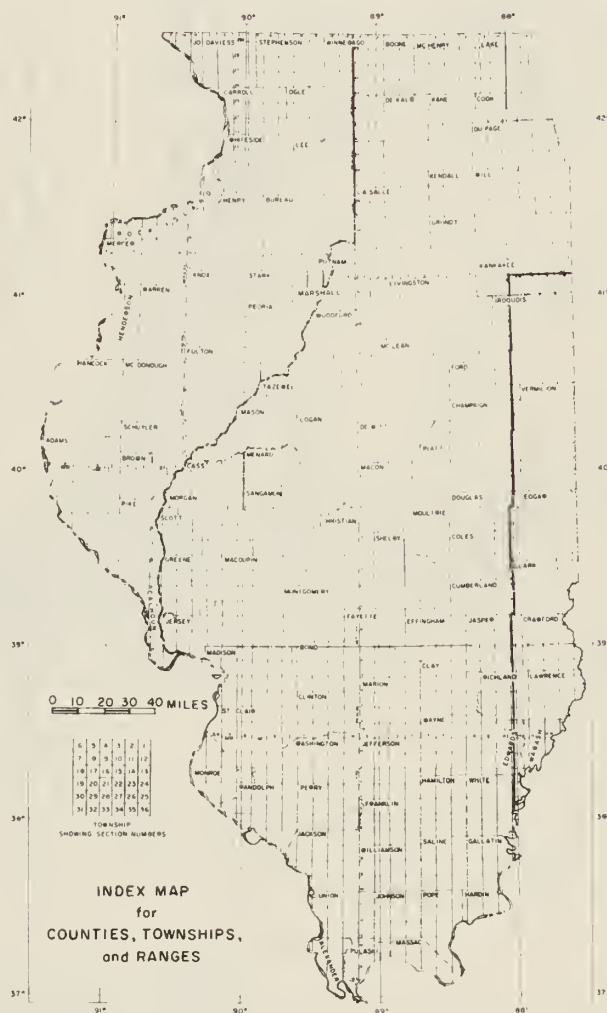 91° 90° 89° 88°
JO DAVIESS STEPHENSON WINNEBAGO BOONE MC HENRY LAKE
CARROLL OGLE DE KALB KANE COOK
42° 42°
DU PAGE
WHITESIDE LEE
KENDALL WILL
HENRY BUREAU LA SALLE
GRUNDY
MERCER
PUTNAM
KANKAKEE
KNOX STARK
LIVINGSTON
41° WARREN MARSHALL IROQUOIS 41°
PEORIA
WOODFORD
HENDERSON
MC LEAN
FULTON
HANCOCK MC DONOUGH FORD
TAZEWEL VERMILION
MASON CHAMPAIGN
LOGAN
SCHUYLER DE W
ADAMS
PIATT
BROWN MENARD
40° CASS MACON 40°
SANGAMON
MORGAN DOUGLAS EDGAR
PIKE
SCOTT MOULTRIE
CHRISTIAN
SHELBY COLES
GREENE MACOUPIN
CLARK
MONTGOMERY CUMBERLAND
CALHOUN
JERSEY FAYETTE EFFINGHAM JASPER CRAWFORD
39° MADISON BOND 39°
CLAY
RICHLAND LAWRENCE
MARION
CLINTON
0 10 20 30 40 MILES
ST CLAIR
WAYNE
WASHINGTON JEFFERSON
EDWARDS WABASH
6 5 4 3 2 1
7 8 9 10 11 12
18 17 16 15 14 13
19 20 21 22 23 24
30 29 28 27 26 25
31 32 33 34 35 36
TOWNSHIP
SHOWING SECTION NUMBERS
MONROE
RANDOLPH PERRY HAMILTON WHITE
FRANKLIN
38° 38°
JACKSON
SALINE GALLATIN
WILLIAMSON
UNION JOHNSON POPE HARDIN
INDEX MAP
for
COUNTIES, TOWNSHIPS,
and RANGES
ALEXANDER
PULASKI MASSAC
37° 37°
91° 90° 89° 88°